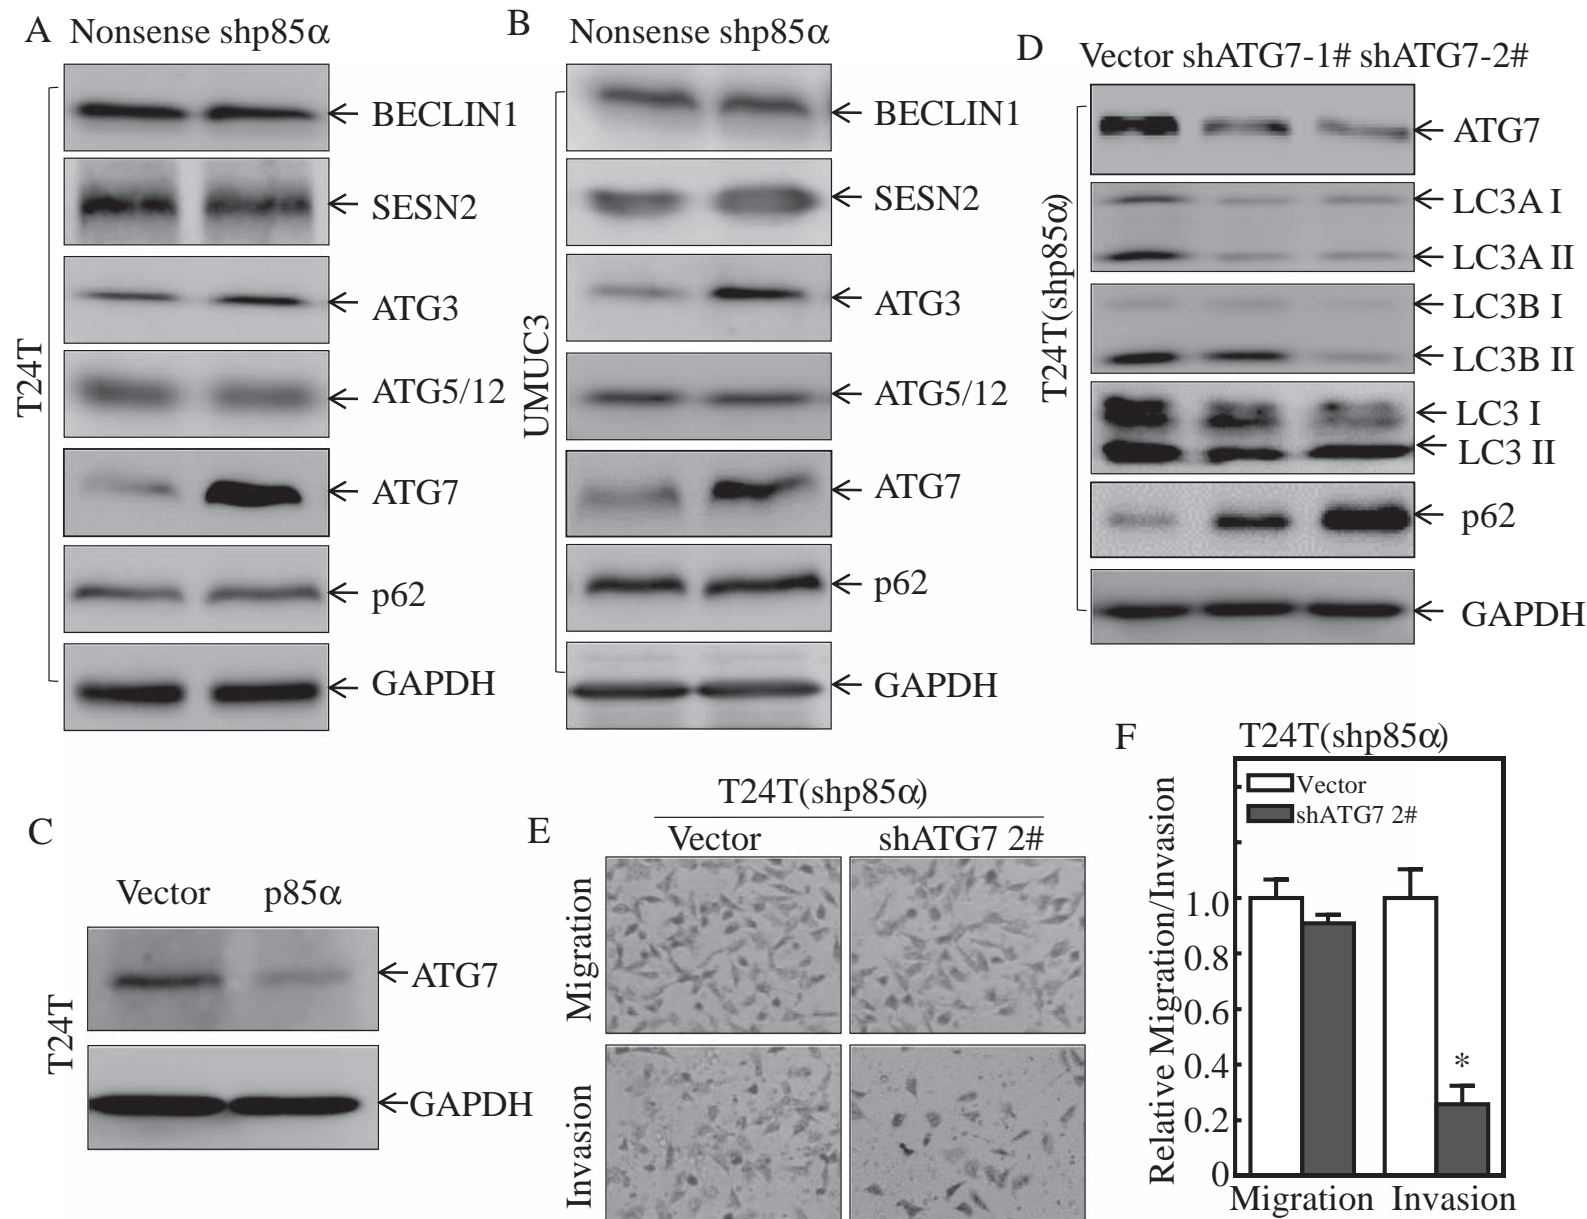 A
Nonsense shp85α
T24T
BECLIN1
SESN2
ATG3
ATG5/12
ATG7
p62
GAPDH
B
Nonsense shp85α
UMUC3
BECLIN1
SESN2
ATG3
ATG5/12
ATG7
p62
GAPDH
C
Vector p85α
T24T
ATG7
GAPDH
D
Vector shATG7-1# shATG7-2#
T24T(shp85α)
ATG7
LC3A I
LC3A II
LC3B I
LC3B II
LC3 I
LC3 II
p62
GAPDH
E
T24T(shp85α)
Vector shATG7 2#
Migration
Invasion
F
T24T(shp85α)
Vector
shATG7 2#
Relative Migration/Invasion
1.0
0.8
0.6
0.4
0.2
0
*
Migration Invasion